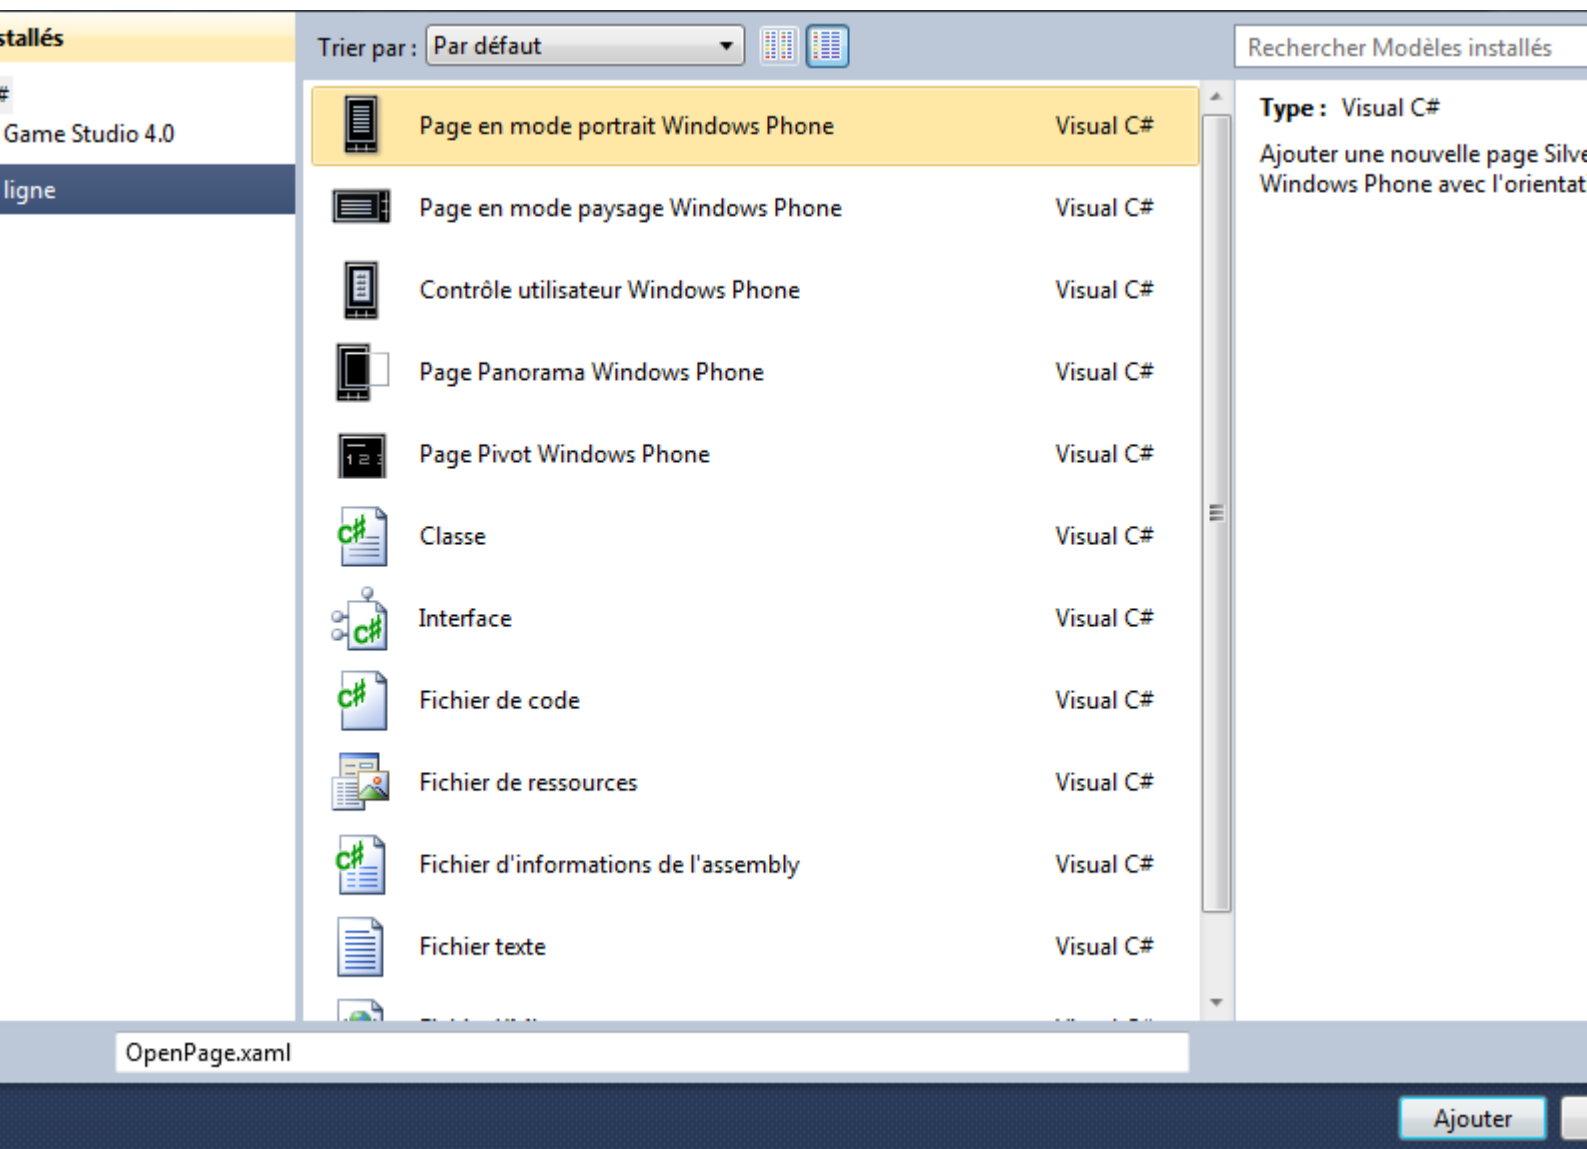 stallés
#
Game Studio 4.0
ligne
Trier par : Par défaut
Rechercher Modèles installés
Page en mode portrait Windows Phone Visual C#
Page en mode paysage Windows Phone Visual C#
Contrôle utilisateur Windows Phone Visual C#
Page Panorama Windows Phone Visual C#
Page Pivot Windows Phone Visual C#
Classe Visual C#
Interface Visual C#
Fichier de code Visual C#
Fichier de ressources Visual C#
Fichier d'informations de l'assembly Visual C#
Fichier texte Visual C#
Type : Visual C#
Ajouter une nouvelle page Silve
Windows Phone avec l'orientat
OpenPage.xaml
Ajouter